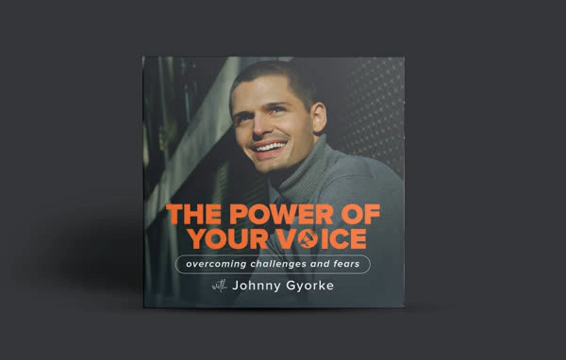 THE POWER OF
YOUR VOICE
overcoming challenges and fears
with Johnny Gyorke